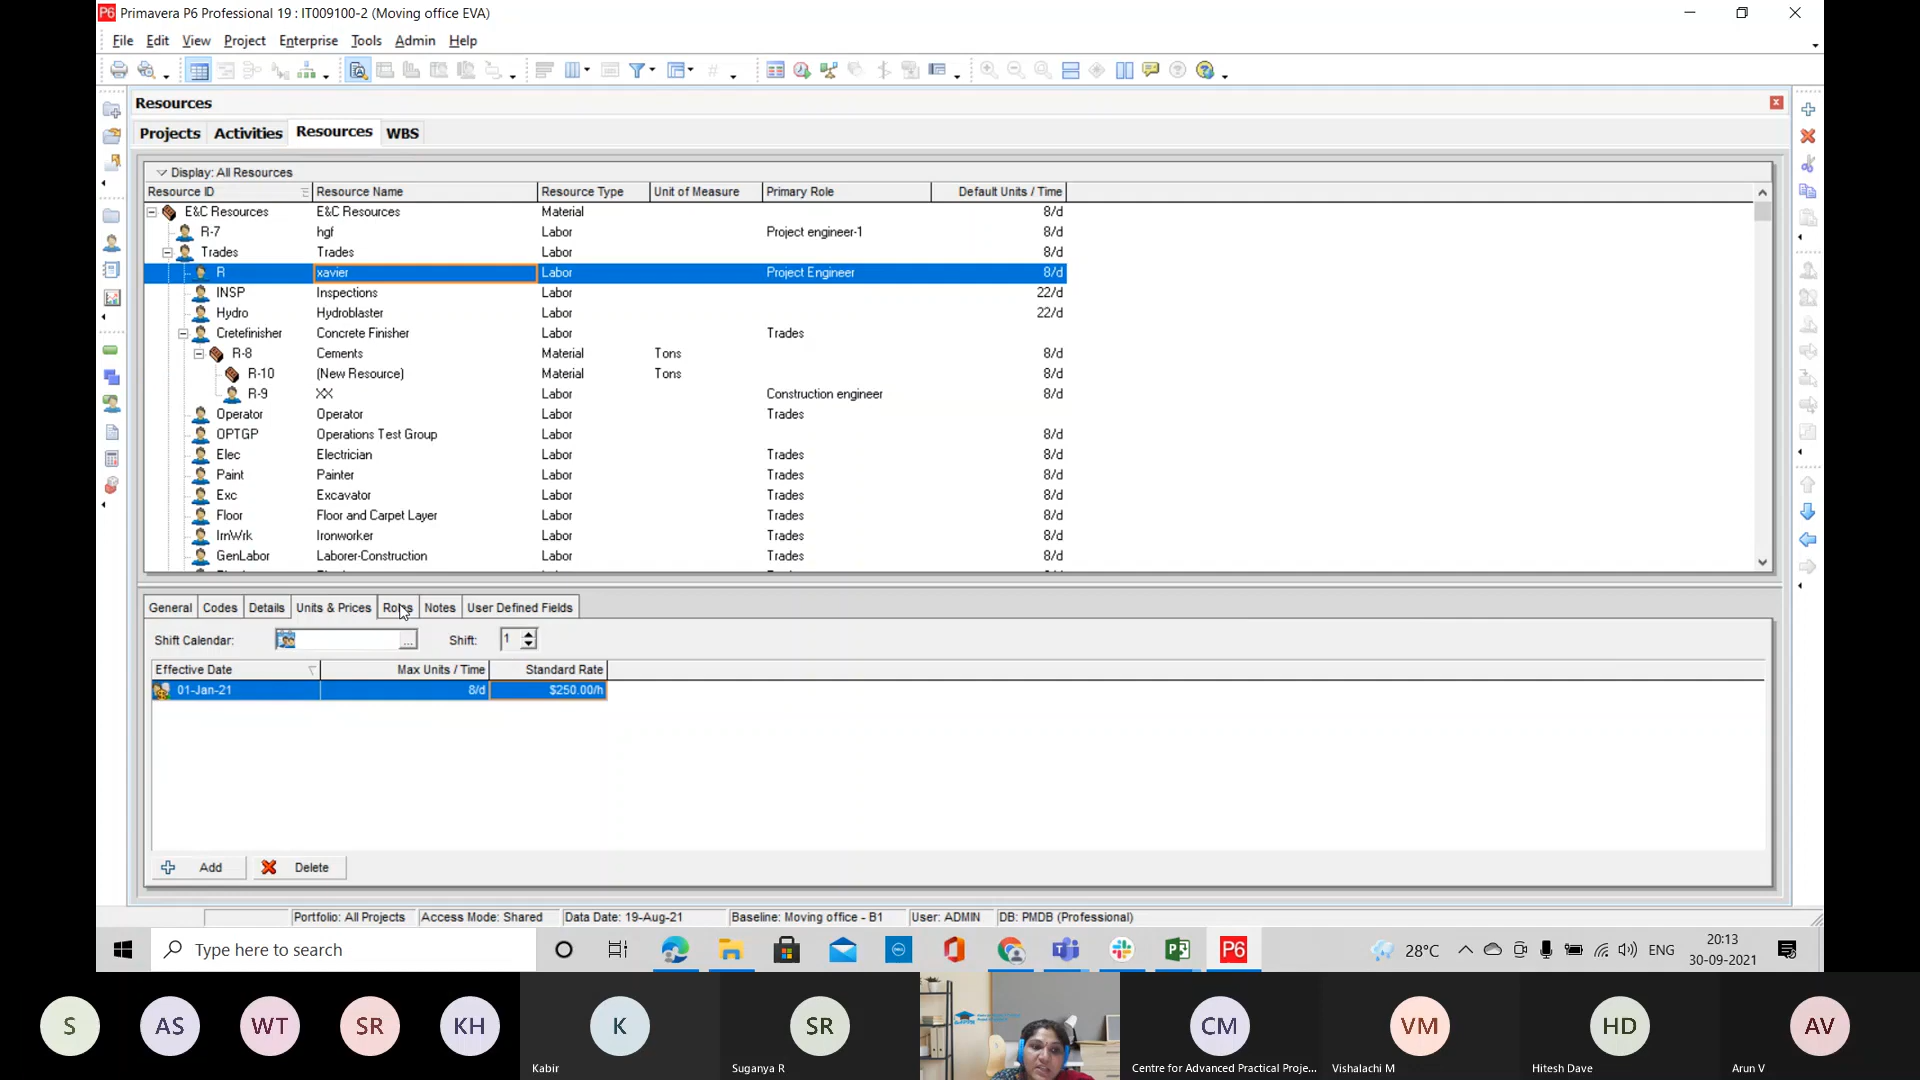 P6 Primavera P6 Professional 19 : IT009100-2 (Moving office EVA)
File Edit View Project Enterprise Tools Admin Help
Resources
Projects Activities Resources WBS
Display: All Resources
Resource ID Resource Name Resource Type Unit of Measure Primary Role Default Units / Time
E&C Resources E&C Resources Material 8/d
R-7 hgf Labor Project engineer-1 8/d
Trades Trades Labor 8/d
R xavier Labor Project Engineer 8/d
INSP Inspections Labor 22/d
Hydro Hydroblaster Labor 22/d
Cretefinisher Concrete Finisher Labor Trades
R-8 Cements Material Tons 8/d
R-10 (New Resource) Material Tons 8/d
R-9 XX Labor Construction engineer 8/d
Operator Operator Labor Trades
OPTGP Operations Test Group Labor 8/d
Elec Electrician Labor Trades 8/d
Paint Painter Labor Trades 8/d
Exc Excavator Labor Trades 8/d
Floor Floor and Carpet Layer Labor Trades 8/d
IrnWrk Ironworker Labor Trades 8/d
GenLabor Laborer-Construction Labor Trades 8/d
General Codes Details Units & Prices Roles Notes User Defined Fields
Shift Calendar: ... Shift: 1
Effective Date Max Units / Time Standard Rate
01-Jan-21 8/d $250.00/h
Add Delete
Portfolio: All Projects Access Mode: Shared Data Date: 19-Aug-21 Baseline: Moving office - B1 User: ADMIN DB: PMDB (Professional)
Type here to search P6 28°C ENG 20:13
30-09-2021
S AS WT SR KH K SR CM VM HD AV
Kabir Suganya R Centre for Advanced Practical Proje... Vishalachi M Hitesh Dave Arun V